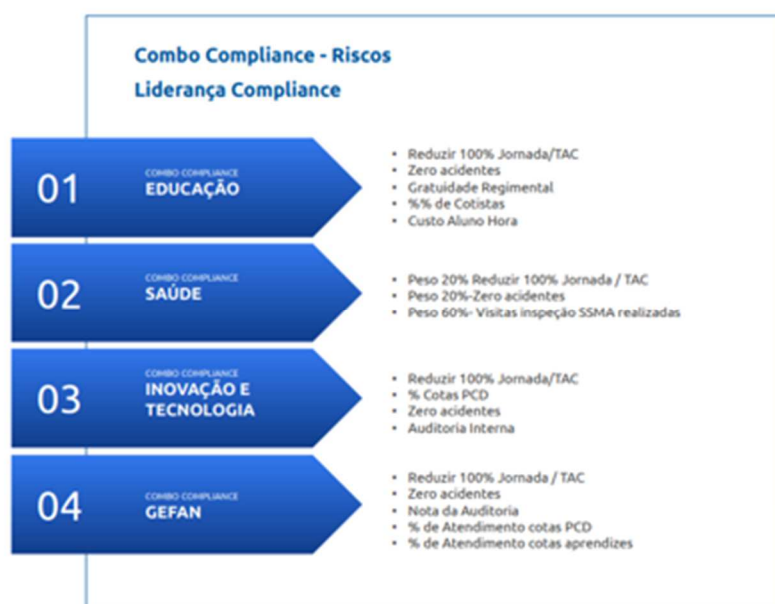 Combo Compliance - Riscos
Liderança Compliance
01
COMBO COMPLIANCE
EDUCAÇÃO
• Reduzir 100% Jornada/TAC
• Zero acidentes
• Gratuidade Regimental
• %% de Cotistas
• Custo Aluno Hora
02
COMBO COMPLIANCE
SAÚDE
• Peso 20% Reduzir 100% Jornada / TAC
• Peso 20%-Zero acidentes
• Peso 60%- Visitas inspeção SSMA realizadas
03
COMBO COMPLIANCE
INOVAÇÃO E
TECNOLOGIA
• Reduzir 100% Jornada/TAC
• % Cotas PCD
• Zero acidentes
• Auditoria Interna
04
COMBO COMPLIANCE
GEFAN
• Reduzir 100% Jornada / TAC
• Zero acidentes
• Nota da Auditoria
• % de Atendimento cotas PCD
• % de Atendimento cotas aprendizes